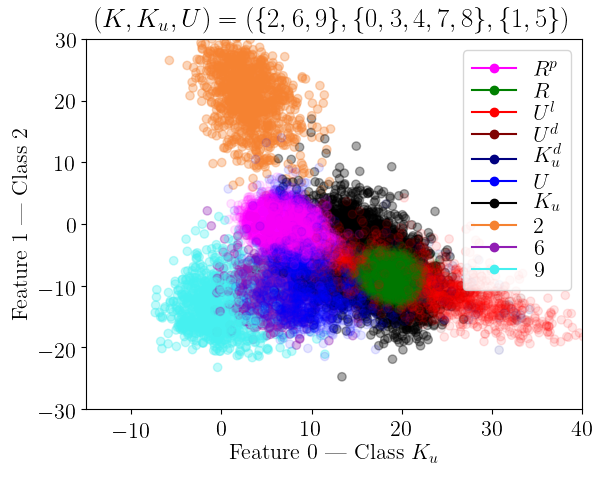 (K, K_u, U) = ({2, 6, 9}, {0, 3, 4, 7, 8}, {1, 5})
30
20
10
0
−10
−20
−30
Feature 1 — Class 2
R^p
R
U^l
U^d
K_u^d
U
K_u
2
6
9
−10
0
10
20
30
40
Feature 0 — Class K_u